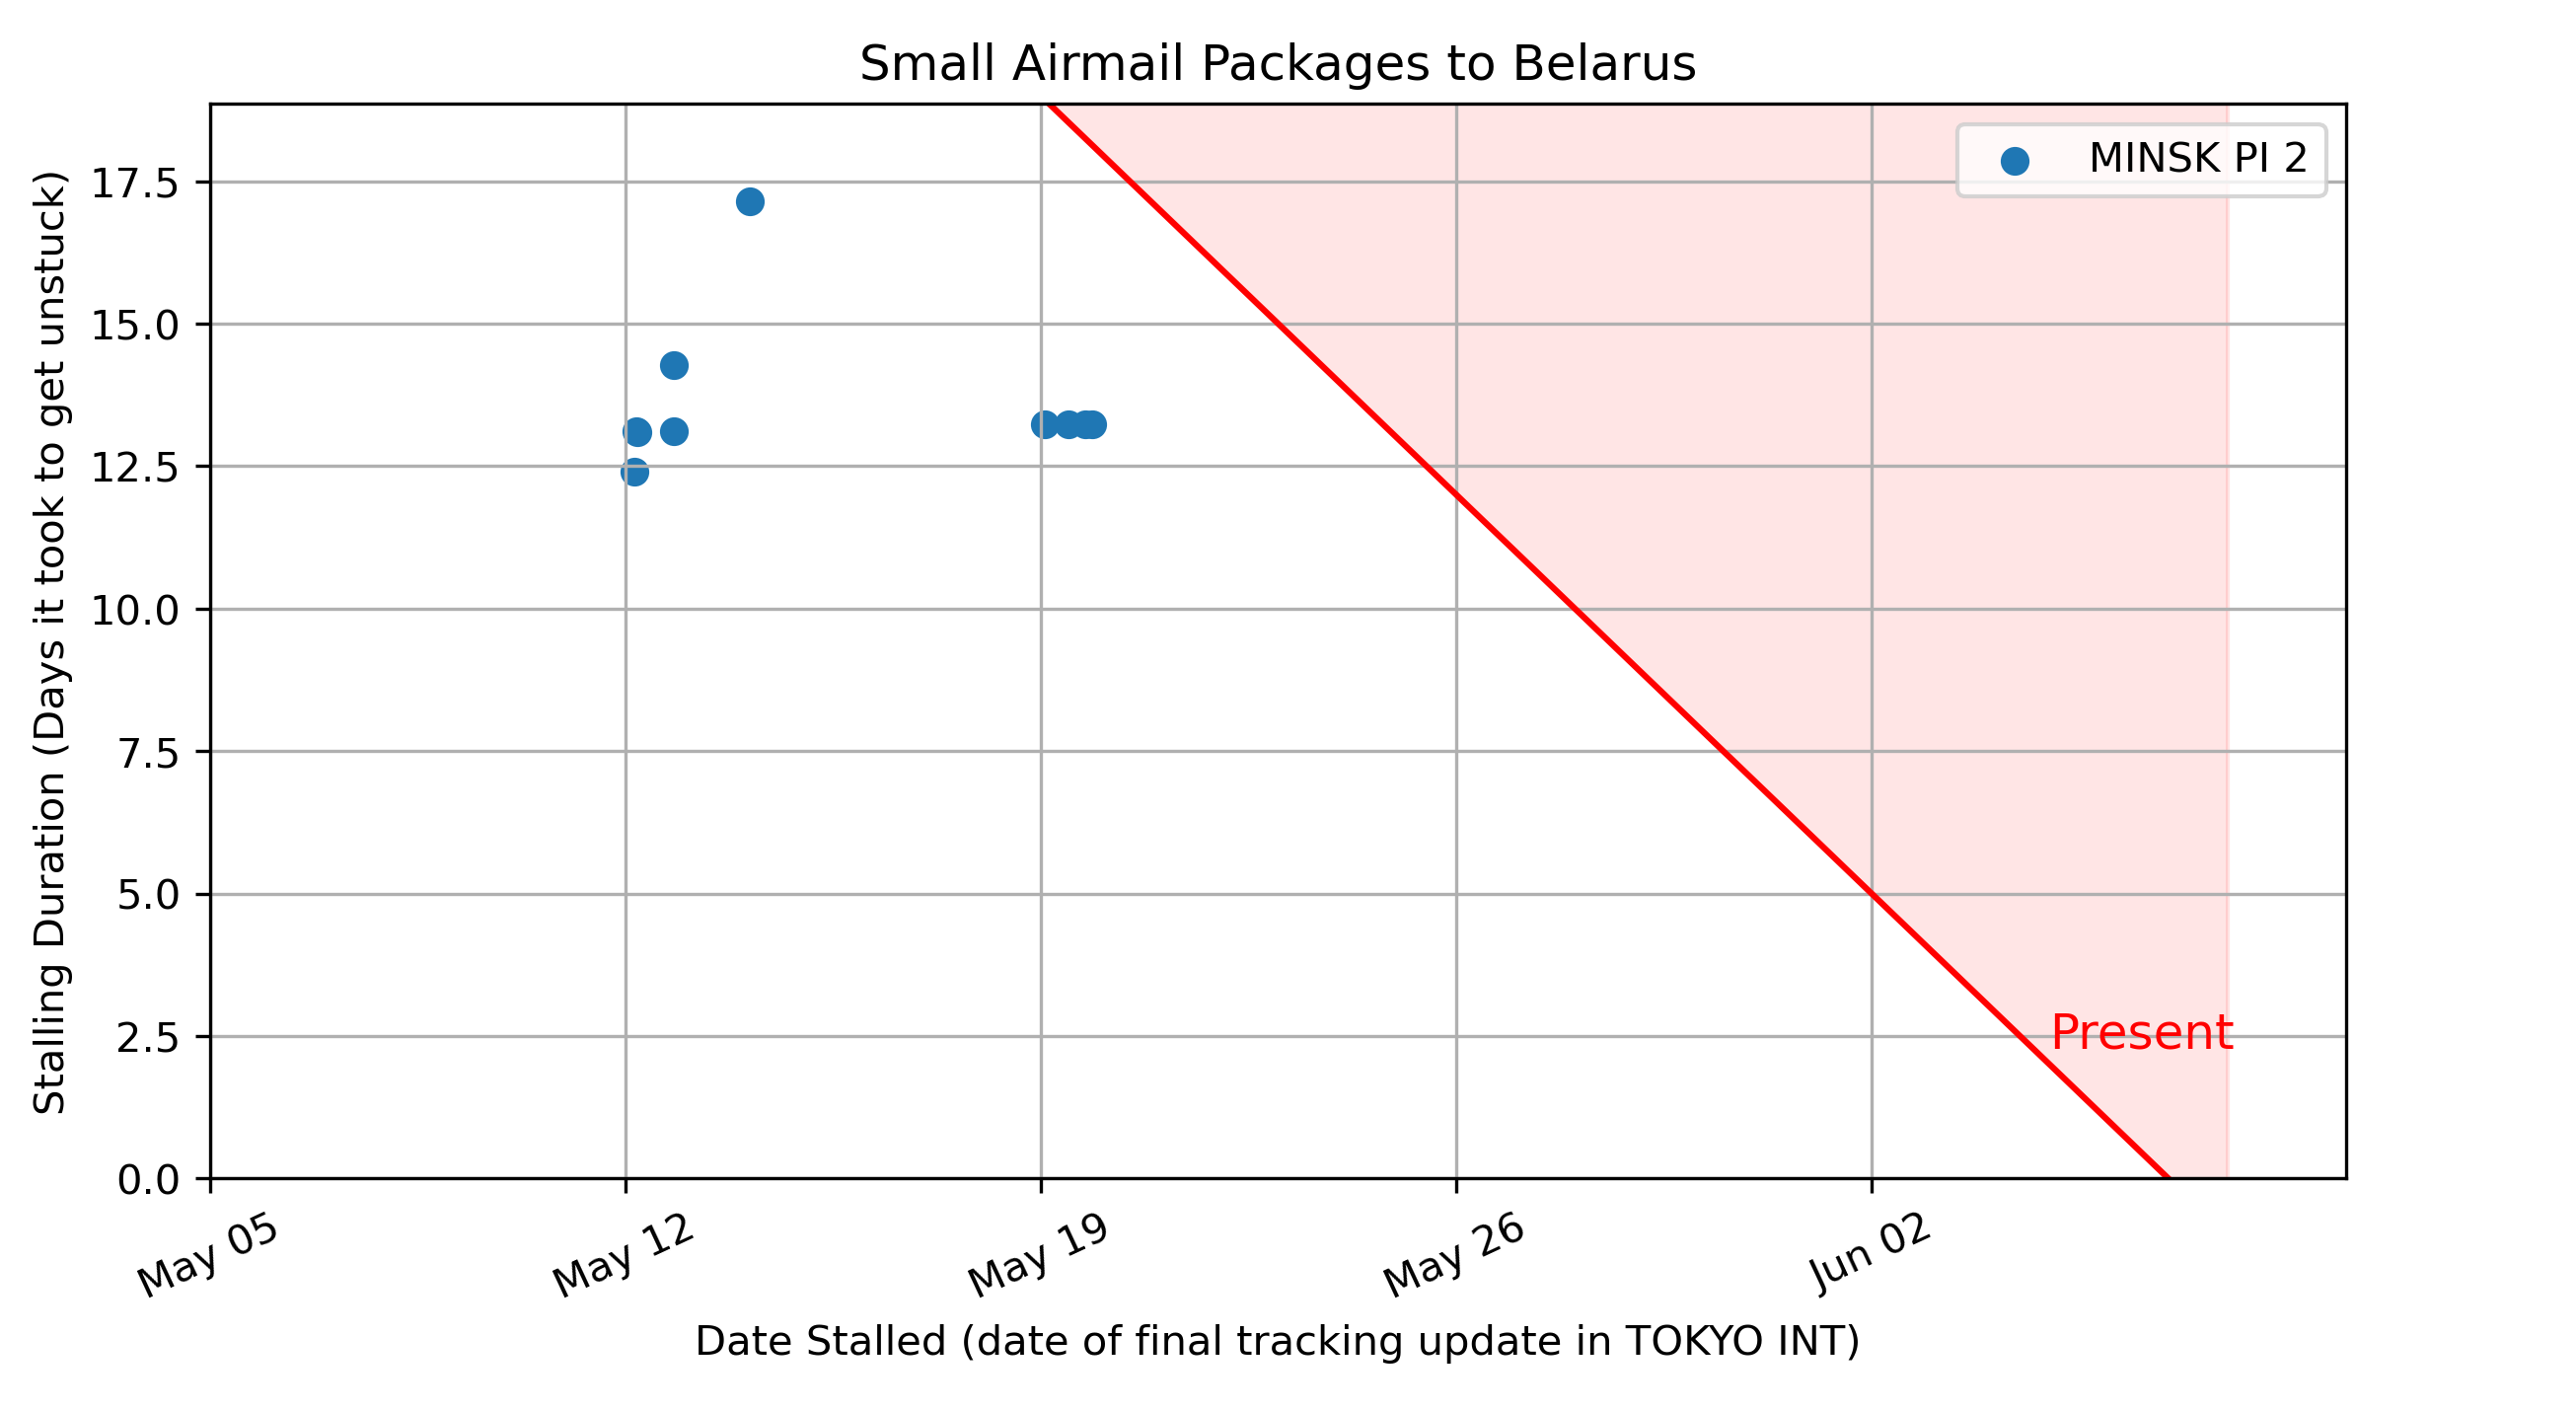 Small Airmail Packages to Belarus
MINSK PI 2
Stalling Duration (Days it took to get unstuck)
17.5
15.0
12.5
10.0
7.5
5.0
2.5
0.0
Present
May 05
May 12
May 19
May 26
Jun 02
Date Stalled (date of final tracking update in TOKYO INT)